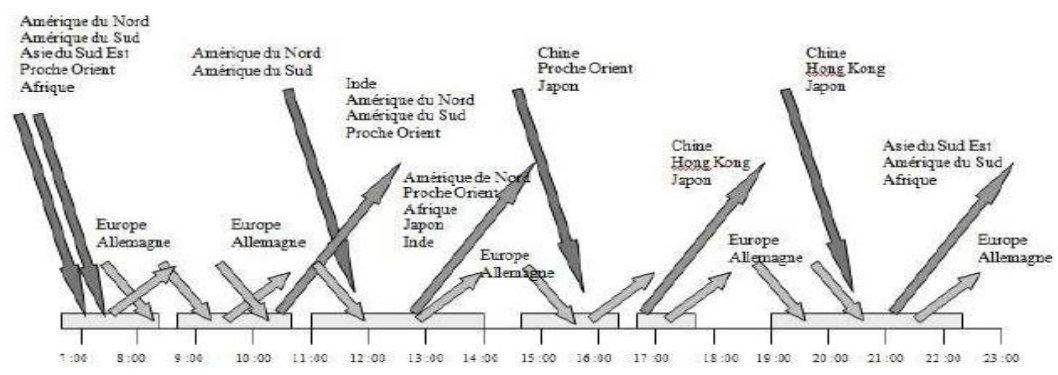 Amérique du Nord
Amérique du Sud
Asie du Sud Est
Proche Orient
Afrique
Amérique du Nord
Amérique du Sud
Inde
Amérique du Nord
Amérique du Sud
Proche Orient
Chine
Proche Orient
Japon
Chine
Hong Kong
Japon
Chine
Hong Kong
Japon
Asie du Sud Est
Amérique du Sud
Afrique
Amérique de Nord
Proche Orient
Afrique
Japon
Inde
Europe
Allemagne
Europe
Allemagne
Europe
Allemagne
Europe
Allemagne
Europe
Allemagne
7 :00 8 :00 9 :00 10 :00 11 :00 12 :00 13 :00 14 :00 15 :00 16 :00 17 :00 18 :00 19 :00 20 :00 21 :00 22 :00 23 :00